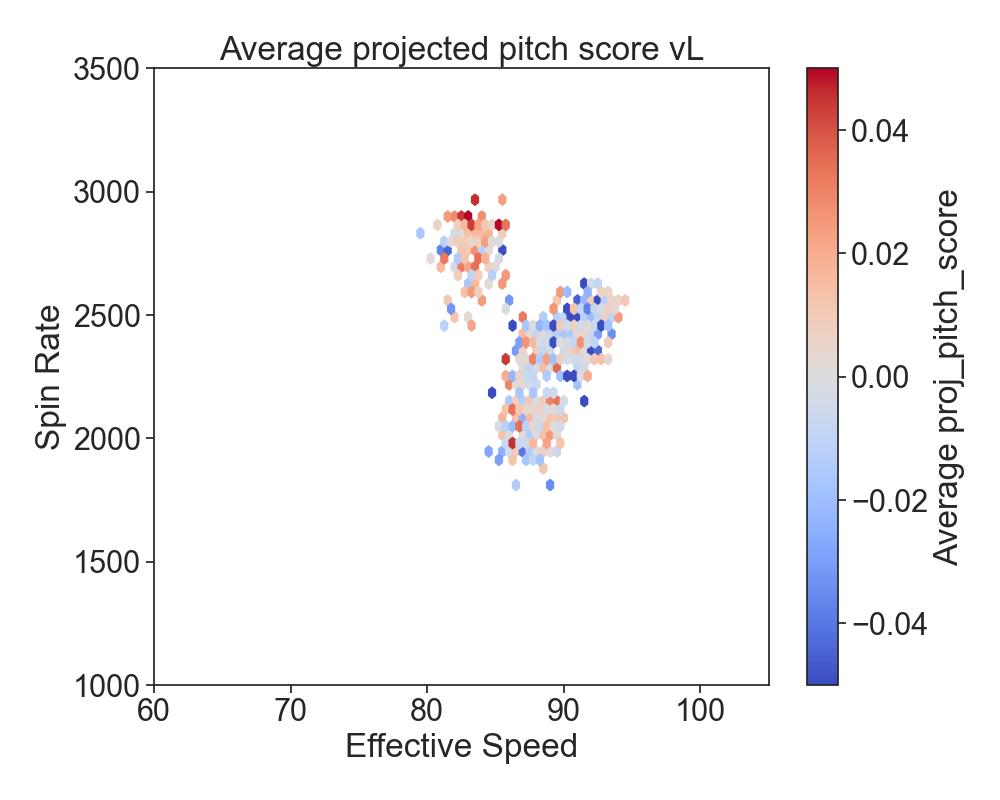 Average projected pitch score vL
3500
3000
2500
2000
1500
1000
Spin Rate
60 70 80 90 100
Effective Speed
0.04
0.02
0.00
−0.02
−0.04
Average proj_pitch_score